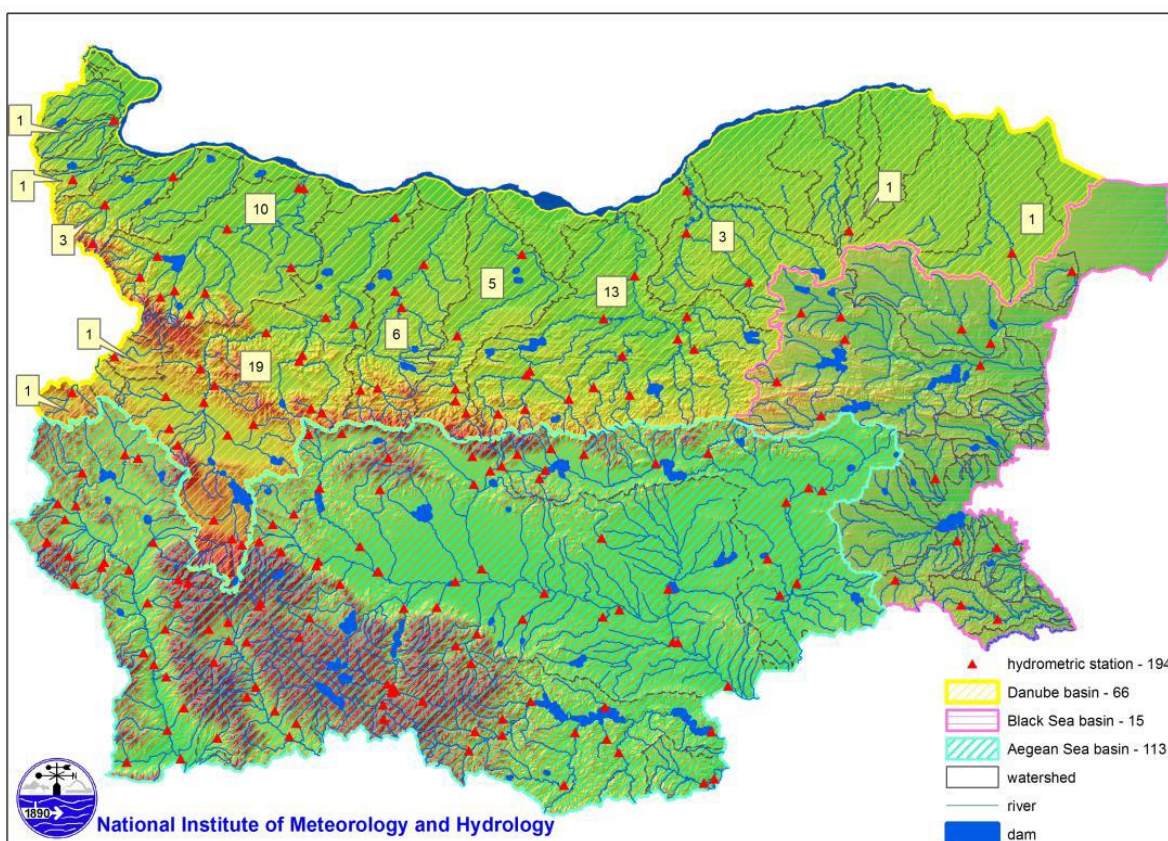 1
1
10
1
3
3
1
5
13
1
6
19
1
hydrometric station - 194
Danube basin - 66
Black Sea basin - 15
Aegean Sea basin - 113
watershed
river
dam
N
1890
National Institute of Meteorology and Hydrology